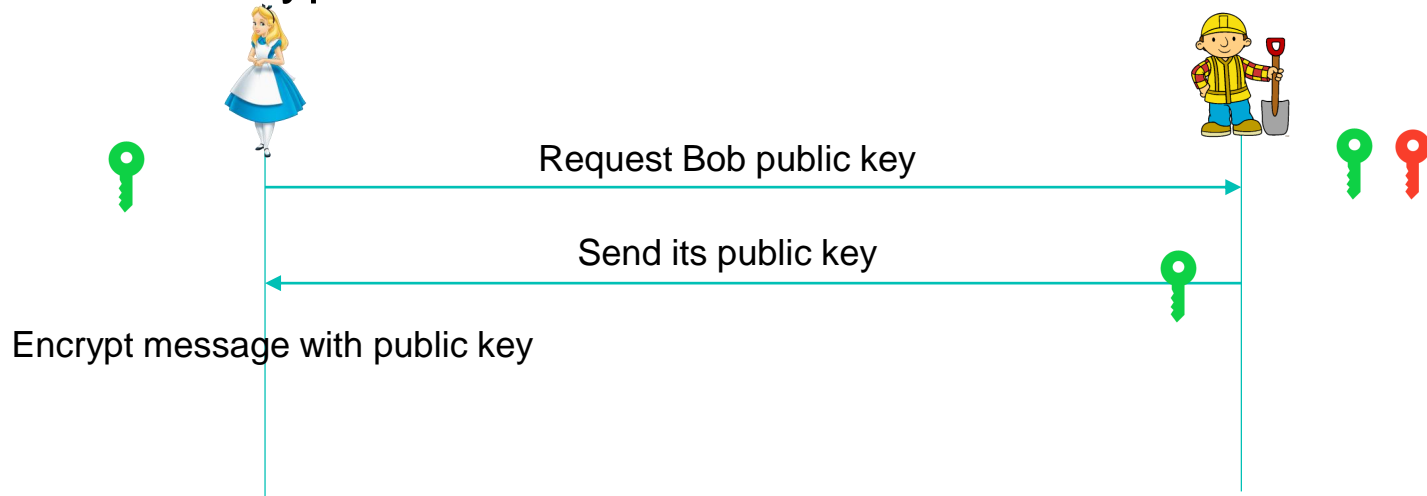 Request Bob public key
Send its public key
Encrypt message with public key